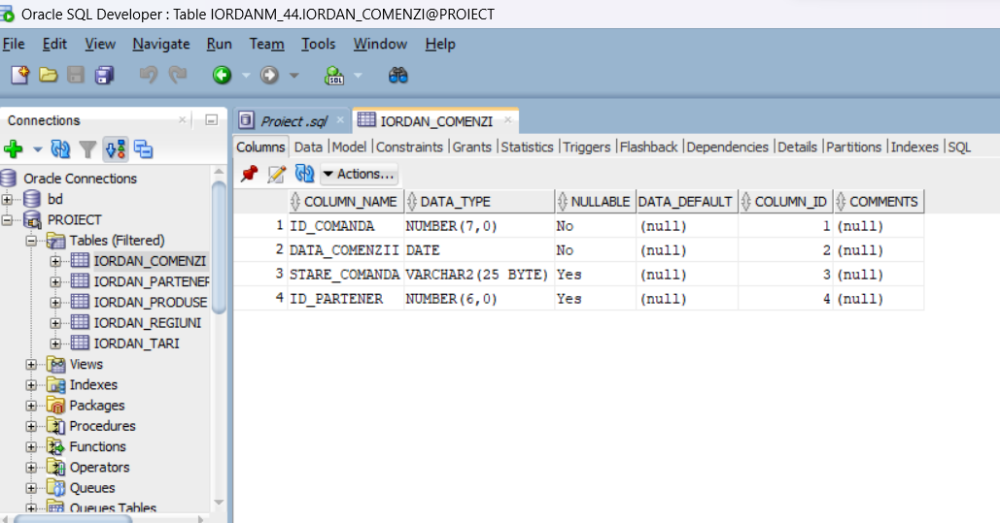 Oracle SQL Developer : Table IORDANM_44.IORDAN_COMENZI@PROIECT
File Edit View Navigate Run Team Tools Window Help
SQL
Connections
Oracle Connections
bd
PROIECT
Tables (Filtered)
IORDAN_COMENZI
IORDAN_PARTENER
IORDAN_PRODUSE
IORDAN_REGIUNI
IORDAN_TARI
Views
Indexes
Packages
Procedures
Functions
Operators
Queues
Queues Tables
Proiect .sql IORDAN_COMENZI
Columns Data Model Constraints Grants Statistics Triggers Flashback Dependencies Details Partitions Indexes SQL
Actions...
COLUMN_NAME DATA_TYPE NULLABLE DATA_DEFAULT COLUMN_ID COMMENTS
1 ID_COMANDA NUMBER(7,0) No (null) 1 (null)
2 DATA_COMENZII DATE No (null) 2 (null)
3 STARE_COMANDA VARCHAR2(25 BYTE) Yes (null) 3 (null)
4 ID_PARTENER NUMBER(6,0) Yes (null) 4 (null)